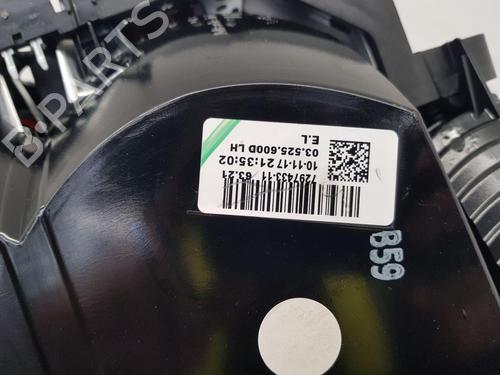 B-PARTS
7297433-11 63.21
10-11-17 21:35:02
03.525.600D LH
E.L
B59